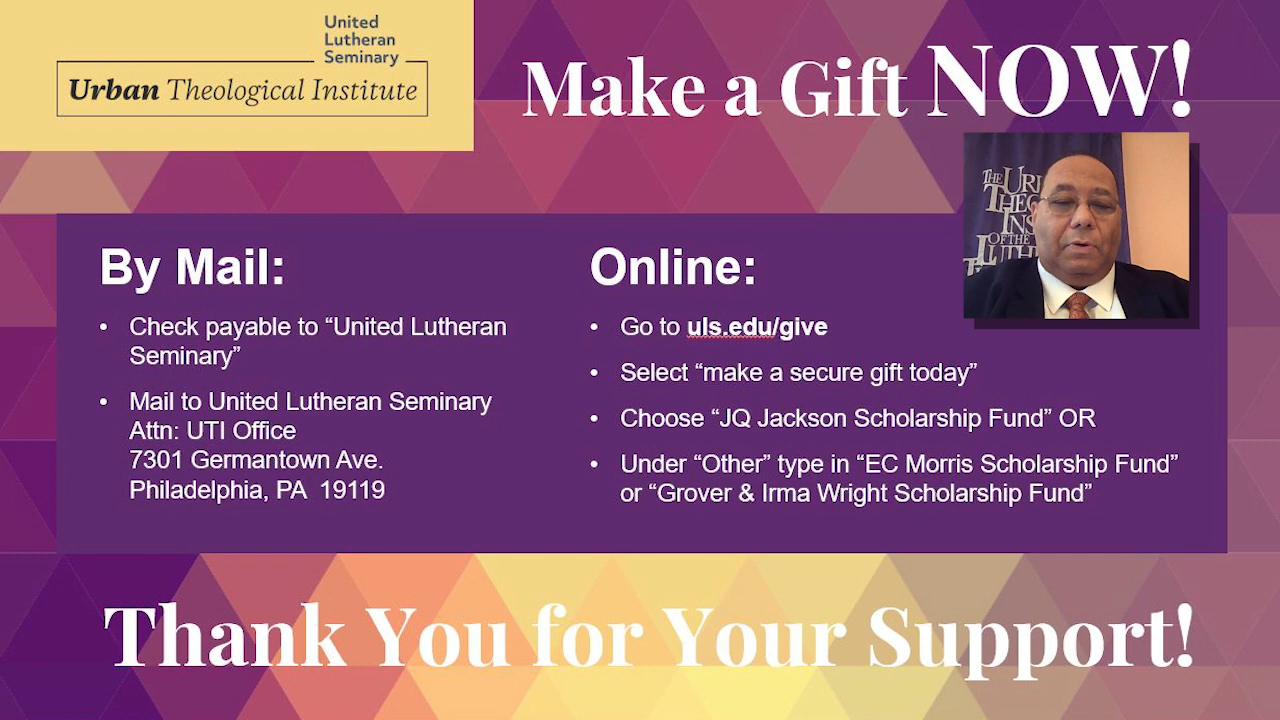 United
Lutheran
Seminary
Urban Theological Institute
Make a Gift NOW!
By Mail:
• Check payable to “United Lutheran
Seminary”
• Mail to United Lutheran Seminary
Attn: UTI Office
7301 Germantown Ave.
Philadelphia, PA 19119
Online:
• Go to uls.edu/give
• Select “make a secure gift today”
• Choose “JQ Jackson Scholarship Fund” OR
• Under “Other” type in “EC Morris Scholarship Fund”
or “Grover & Irma Wright Scholarship Fund”
THE
OF THE
Thank You for Your Support!